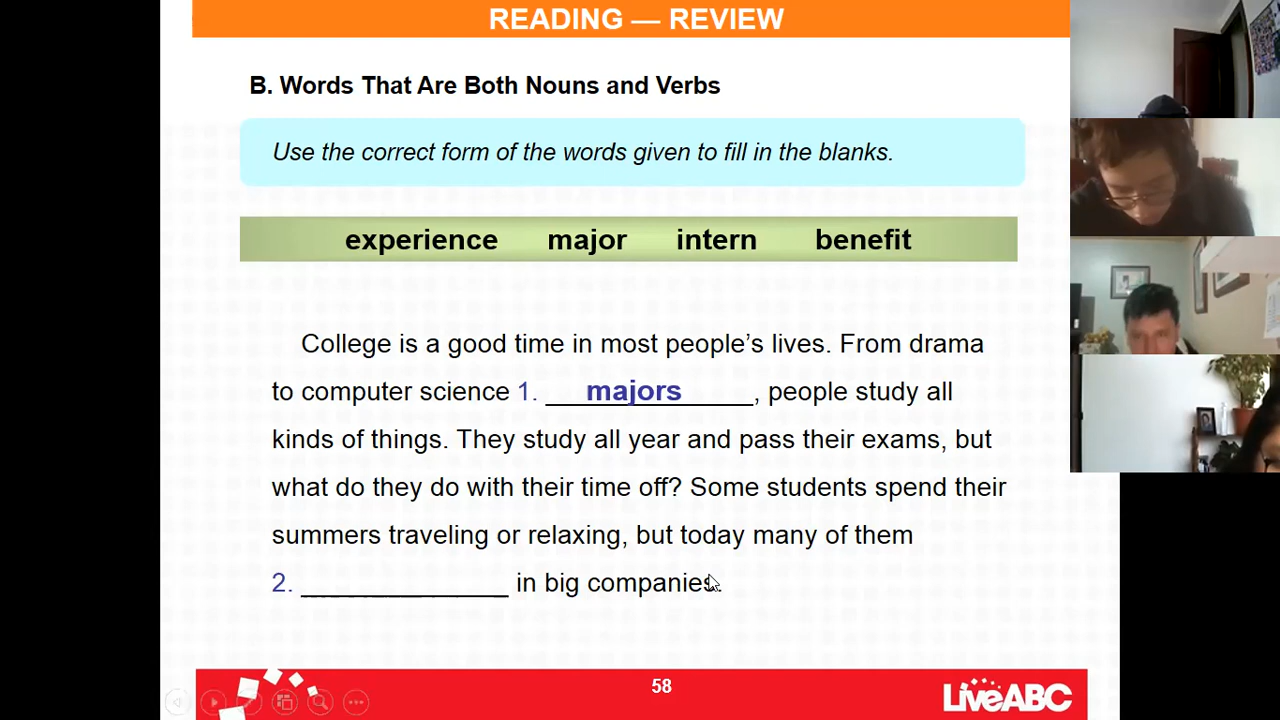 READING — REVIEW
B. Words That Are Both Nouns and Verbs
Use the correct form of the words given to fill in the blanks.
experience major intern benefit
College is a good time in most people's lives. From drama
to computer science 1. majors, people study all
kinds of things. They study all year and pass their exams, but
what do they do with their time off? Some students spend their
summers traveling or relaxing, but today many of them
2. ______________ in big companies.
58
LiveABC